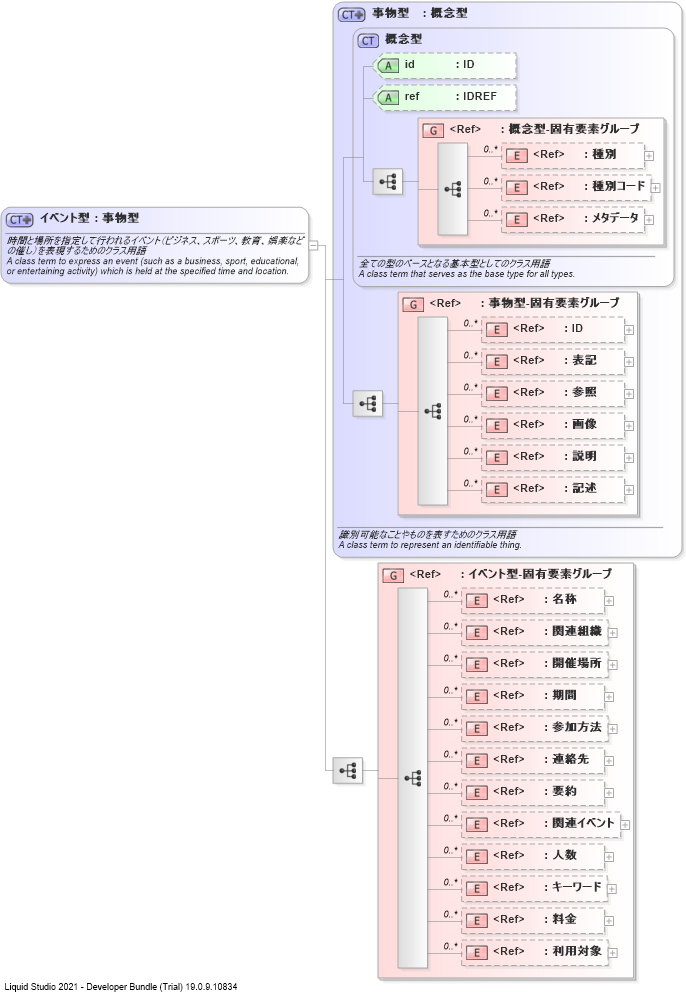 CT 事物型 : 概念型
CT 概念型
A id : ID
A ref : IDREF
G <Ref> : 概念型-固有要素グループ
0..* E <Ref> : 種別
0..* E <Ref> : 種別コード
0..* E <Ref> : メタデータ
全ての型のベースとなる基本型としてのクラス用語
A class term that serves as the base type for all types.
CT イベント型 : 事物型
時間と場所を指定して行われるイベント(ビジネス、スポーツ、教育、娯楽など
の催し)を表現するためのクラス用語
A class term to express an event (such as a business, sport, educational,
or entertaining activity) which is held at the specified time and location.
G <Ref> : 事物型-固有要素グループ
0..* E <Ref> : ID
0..* E <Ref> : 表記
0..* E <Ref> : 参照
0..* E <Ref> : 画像
0..* E <Ref> : 説明
0..* E <Ref> : 記述
識別可能なことやものを表すためのクラス用語
A class term to represent an identifiable thing.
G <Ref> : イベント型-固有要素グループ
0..* E <Ref> : 名称
0..* E <Ref> : 関連組織
0..* E <Ref> : 開催場所
0..* E <Ref> : 期間
0..* E <Ref> : 参加方法
0..* E <Ref> : 連絡先
0..* E <Ref> : 要約
0..* E <Ref> : 関連イベント
0..* E <Ref> : 人数
0..* E <Ref> : キーワード
0..* E <Ref> : 料金
0..* E <Ref> : 利用対象
Liquid Studio 2021 - Developer Bundle (Trial) 19.0.9.10834